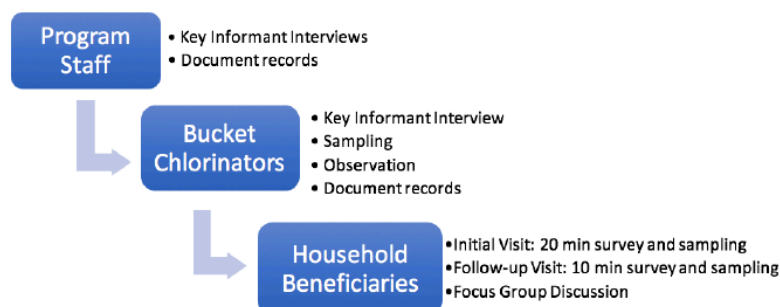 Program
Staff
• Key Informant Interviews
• Document records
Bucket
Chlorinators
• Key Informant Interview
• Sampling
• Observation
• Document records
Household
Beneficiaries
•Initial Visit: 20 min survey and sampling
•Follow-up Visit: 10 min survey and sampling
•Focus Group Discussion